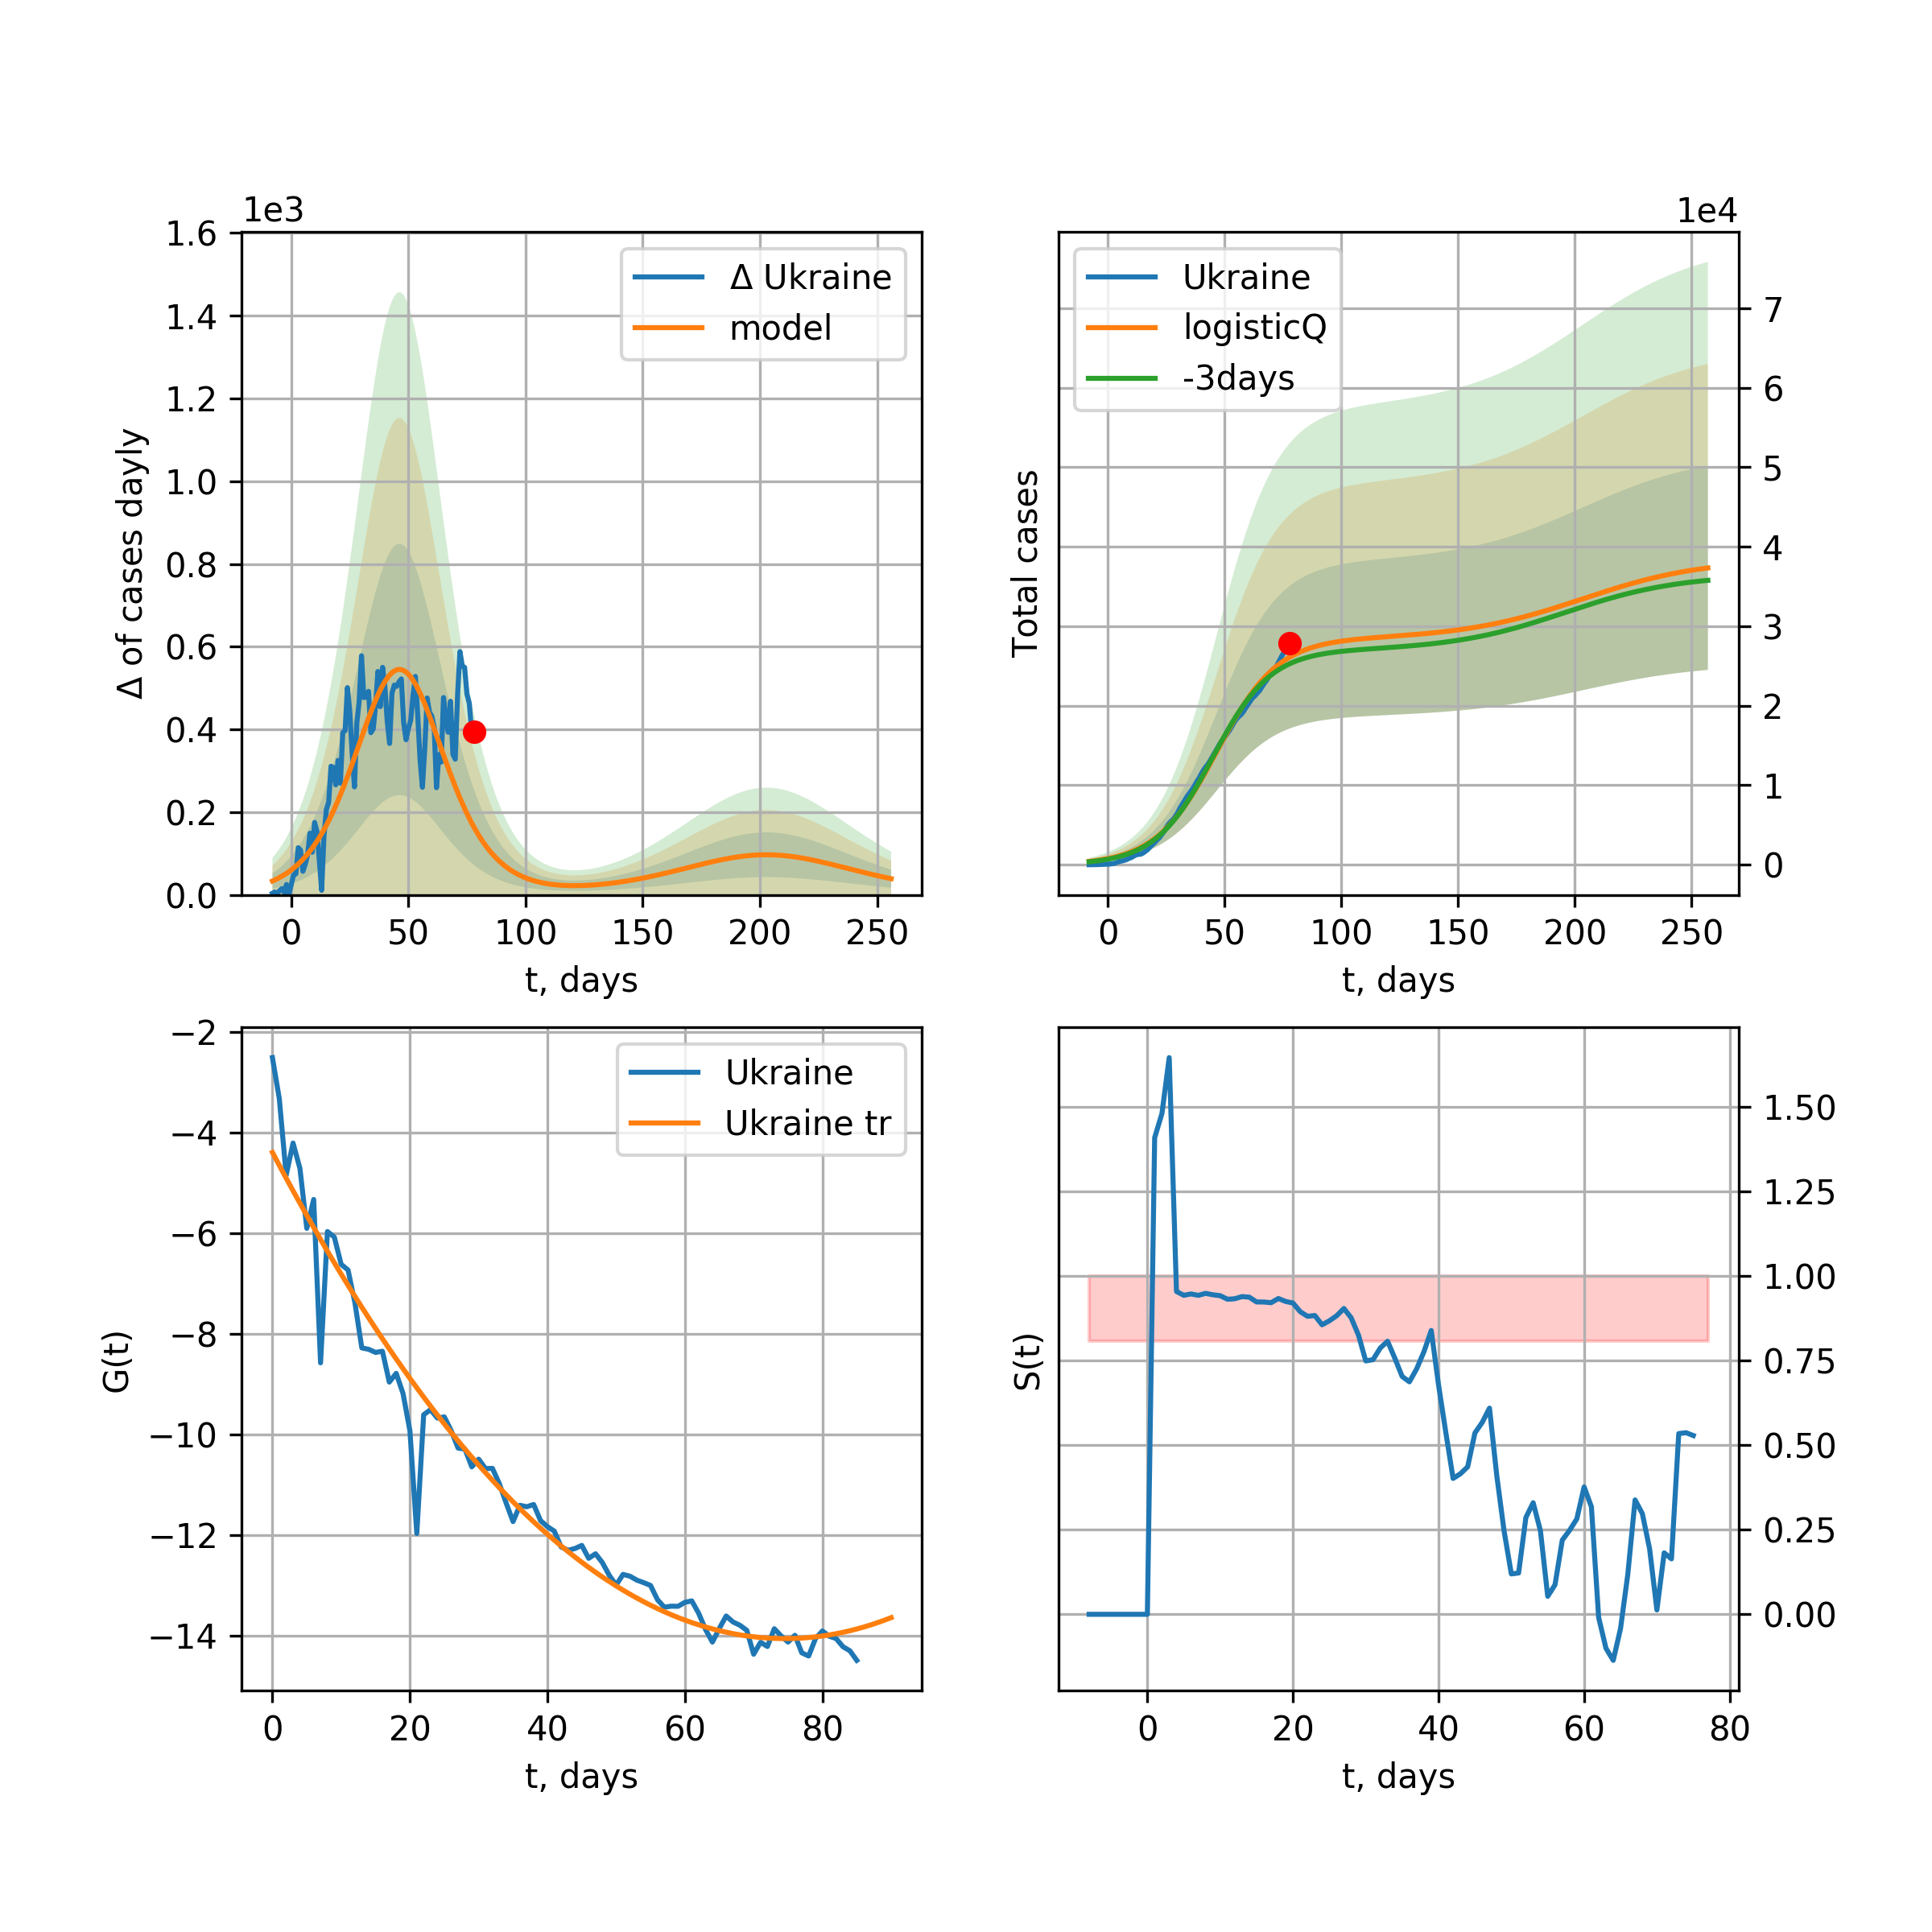 1e3
1.6
1.4
1.2
1.0
0.8
0.6
0.4
0.2
0.0
Δ of cases dayly
Δ Ukraine
model
0 50 100 150 200 250
t, days
1e4
Ukraine
logisticQ
-3days
Total cases
7
6
5
4
3
2
1
0
0 50 100 150 200 250
t, days
−2
−4
−6
−8
−10
−12
−14
G(t)
Ukraine
Ukraine tr
0 20 40 60 80
t, days
S(t)
1.50
1.25
1.00
0.75
0.50
0.25
0.00
0 20 40 60 80
t, days